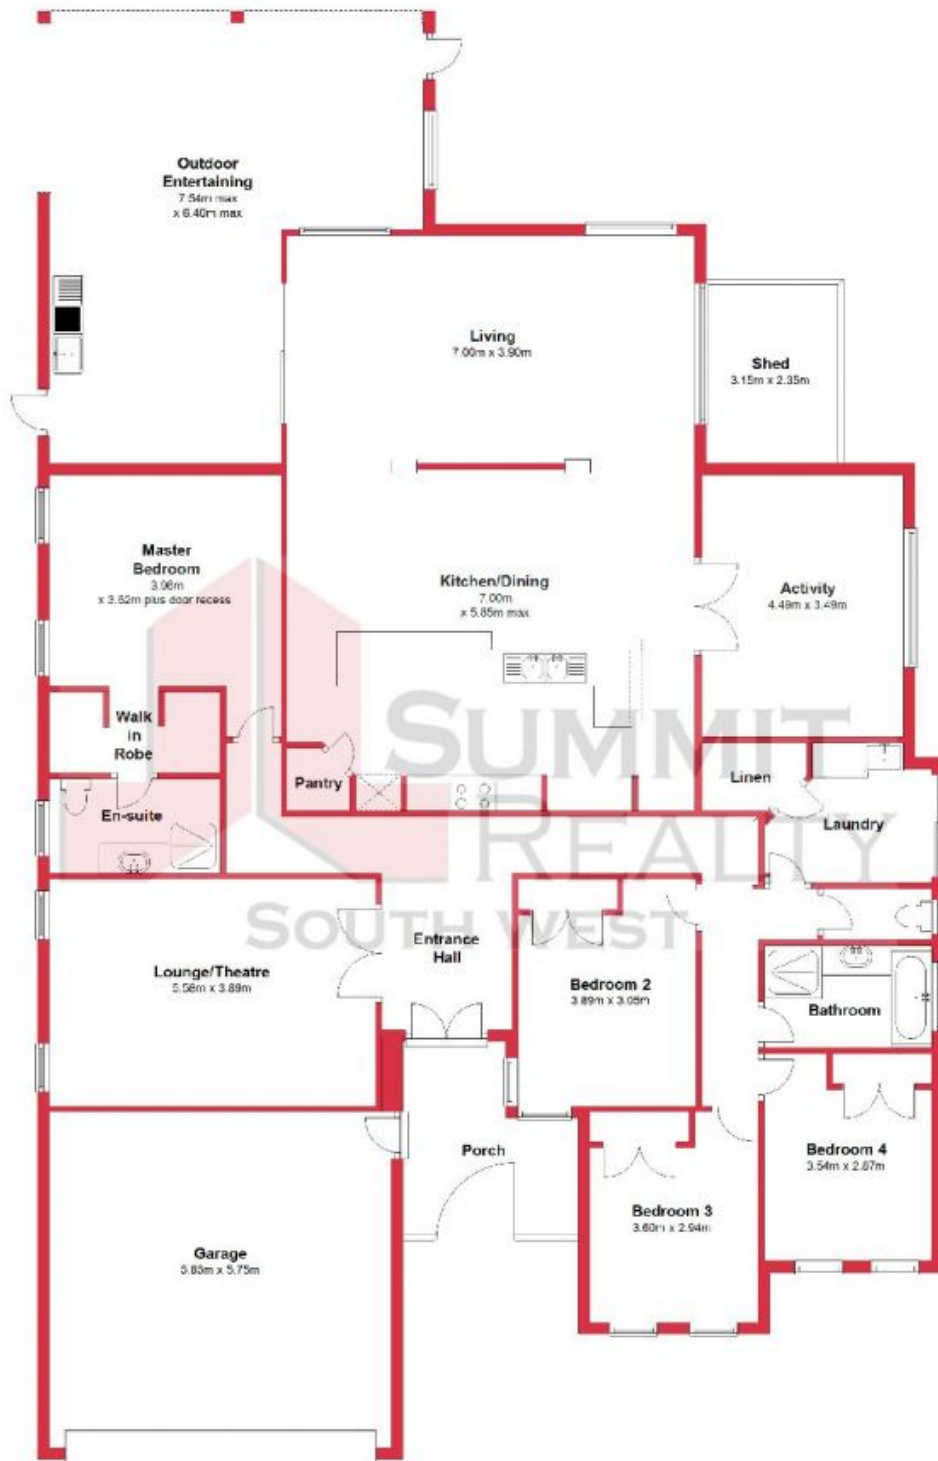 Outdoor
Entertaining
7.54m max
x 6.40m max
Living
7.00m x 3.90m
Shed
3.15m x 2.35m
Master
Bedroom
3.96m
x 3.62m plus door recess
Kitchen/Dining
7.00m
x 5.85m max
Activity
4.49m x 3.49m
Walk
in
Robe
Pantry
Linen
Laundry
En-suite
SUMMIT
REALTY
SOUTH WEST
Entrance
Hall
Lounge/Theatre
5.58m x 3.89m
Bedroom 2
3.89m x 3.05m
Bathroom
Porch
Bedroom 4
3.54m x 2.87m
Bedroom 3
3.60m x 2.94m
Garage
5.85m x 5.75m